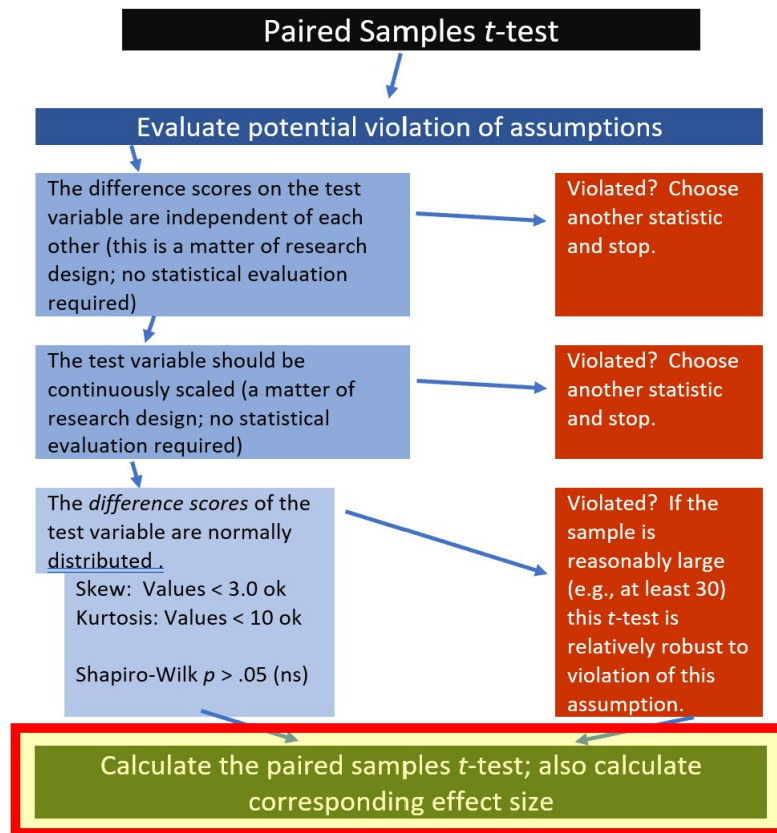 Paired Samples t-test
Evaluate potential violation of assumptions
The difference scores on the test
variable are independent of each
other (this is a matter of research
design; no statistical evaluation
required)
Violated?  Choose
another statistic
and stop.
The test variable should be
continuously scaled (a matter of
research design; no statistical
evaluation required)
Violated?  Choose
another statistic
and stop.
The difference scores of the
test variable are normally
distributed .
Skew:  Values < 3.0 ok
Kurtosis: Values < 10 ok
Shapiro-Wilk p > .05 (ns)
Violated?  If the
sample is
reasonably large
(e.g., at least 30)
this t-test is
relatively robust to
violation of this
assumption.
Calculate the paired samples t-test; also calculate
corresponding effect size